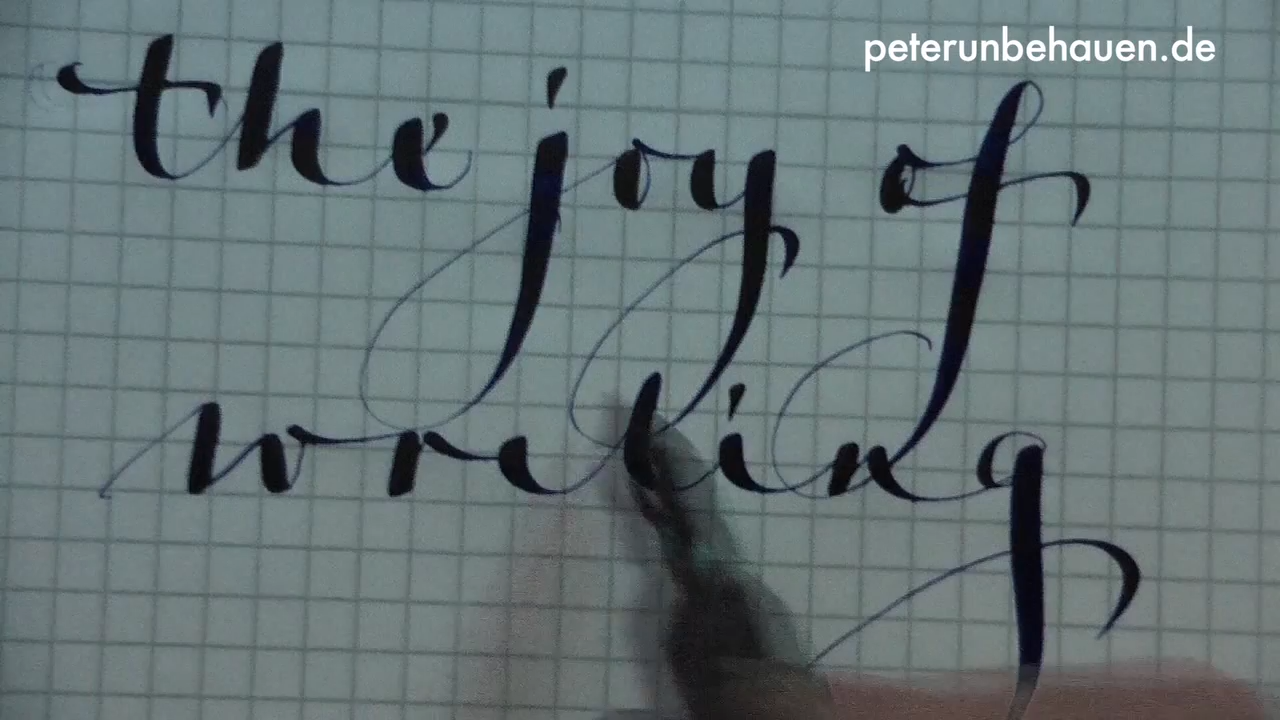 peterunbehauen.de
the joy of
writing